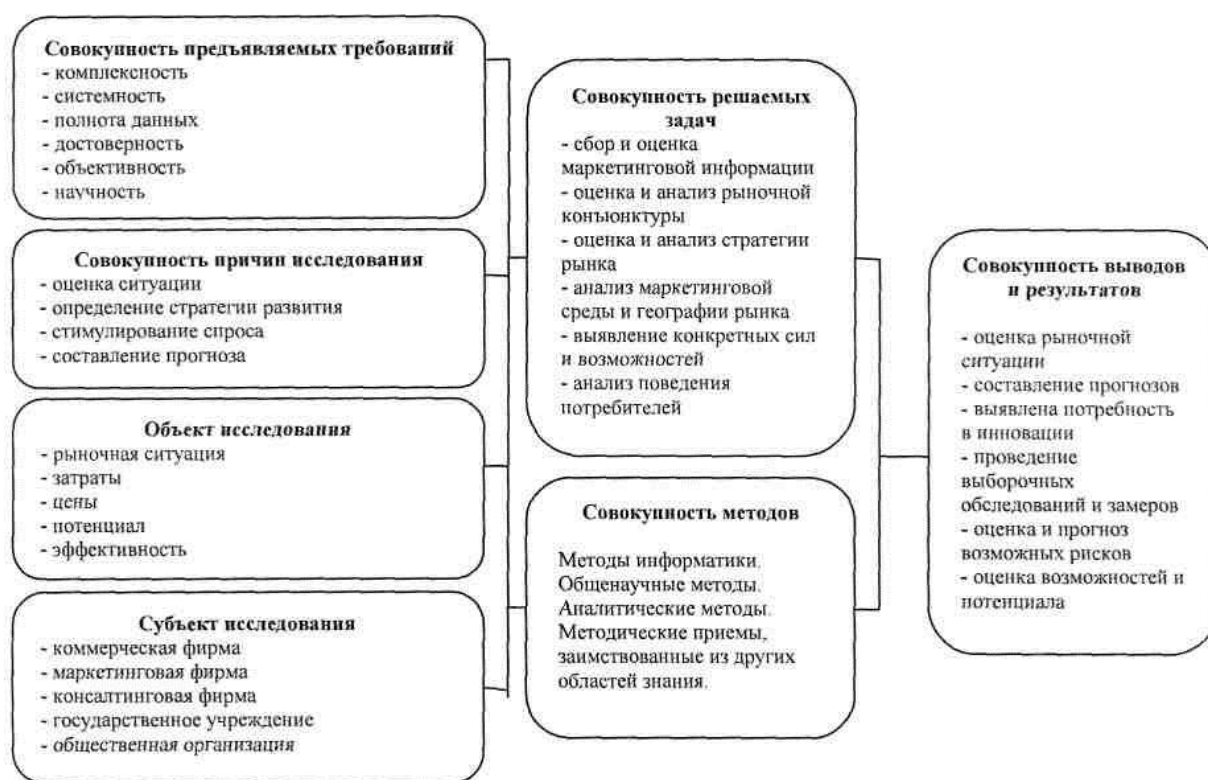 Совокупность предъявляемых требований
- комплексность
- системность
- полнота данных
- достоверность
- объективность
- научность
Совокупность причин исследования
- оценка ситуации
- определение стратегии развития
- стимулирование спроса
- составление прогноза
Объект исследования
- рыночная ситуация
- затраты
- цены
- потенциал
- эффективность
Субъект исследования
- коммерческая фирма
- маркетинговая фирма
- консалтинговая фирма
- государственное учреждение
- общественная организация
Совокупность решаемых
задач
- сбор и оценка
маркетинговой информации
- оценка и анализ рыночной
конъюнктуры
- оценка и анализ стратегии
рынка
- анализ маркетинговой
среды и географии рынка
- выявление конкретных сил
и возможностей
- анализ поведения
потребителей
Совокупность методов
Методы информатики.
Общенаучные методы.
Аналитические методы.
Методические приемы,
заимствованные из других
областей знания.
Совокупность выводов
и результатов
- оценка рыночной
ситуации
- составление прогнозов
- выявлена потребность
в инновации
- проведение
выборочных
обследований и замеров
- оценка и прогноз
возможных рисков
- оценка возможностей и
потенциала